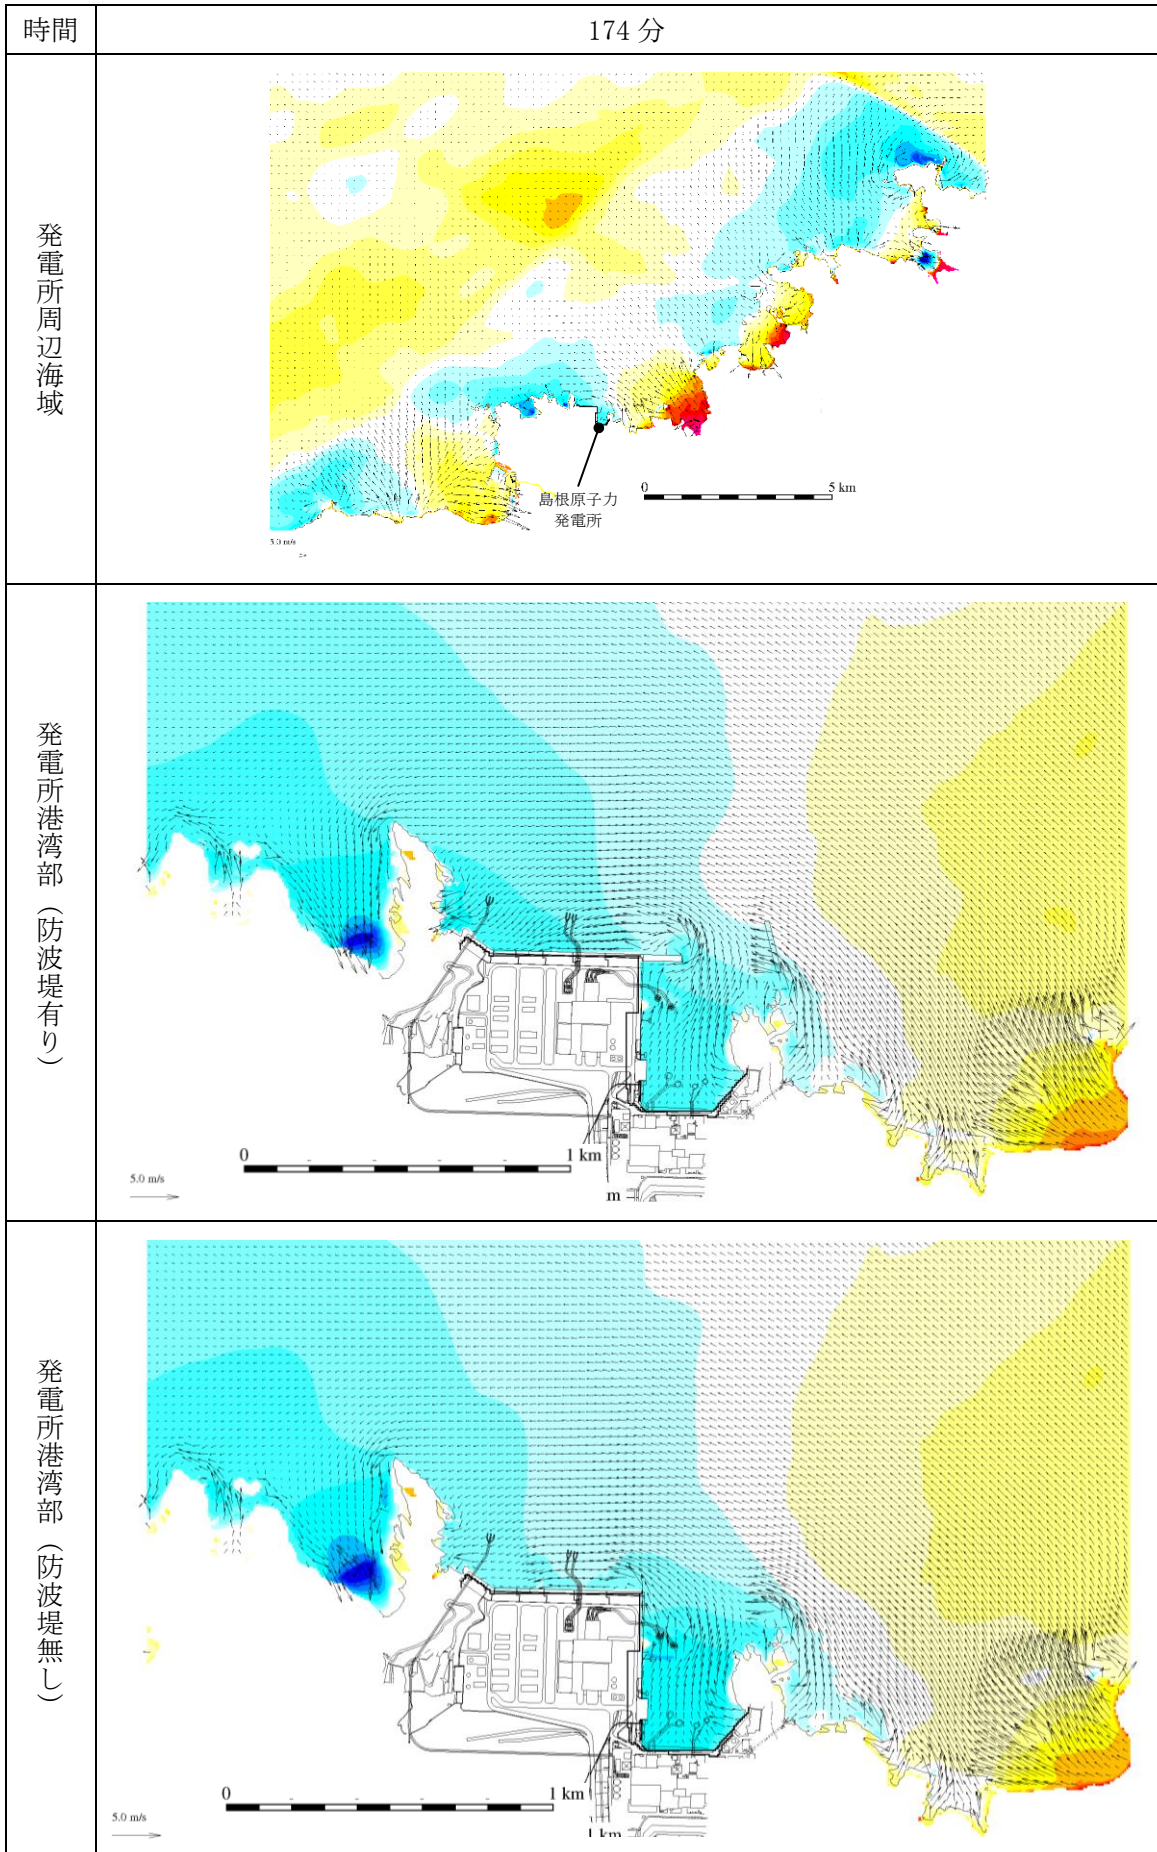 時間
174 分
発電所周辺海域
島根原子力
発電所
0
5 km
5.0 m/s
発電所港湾部（防波堤有り）
0
1 km
5.0 m/s
m
発電所港湾部（防波堤無し）
0
1 km
5.0 m/s
1 km